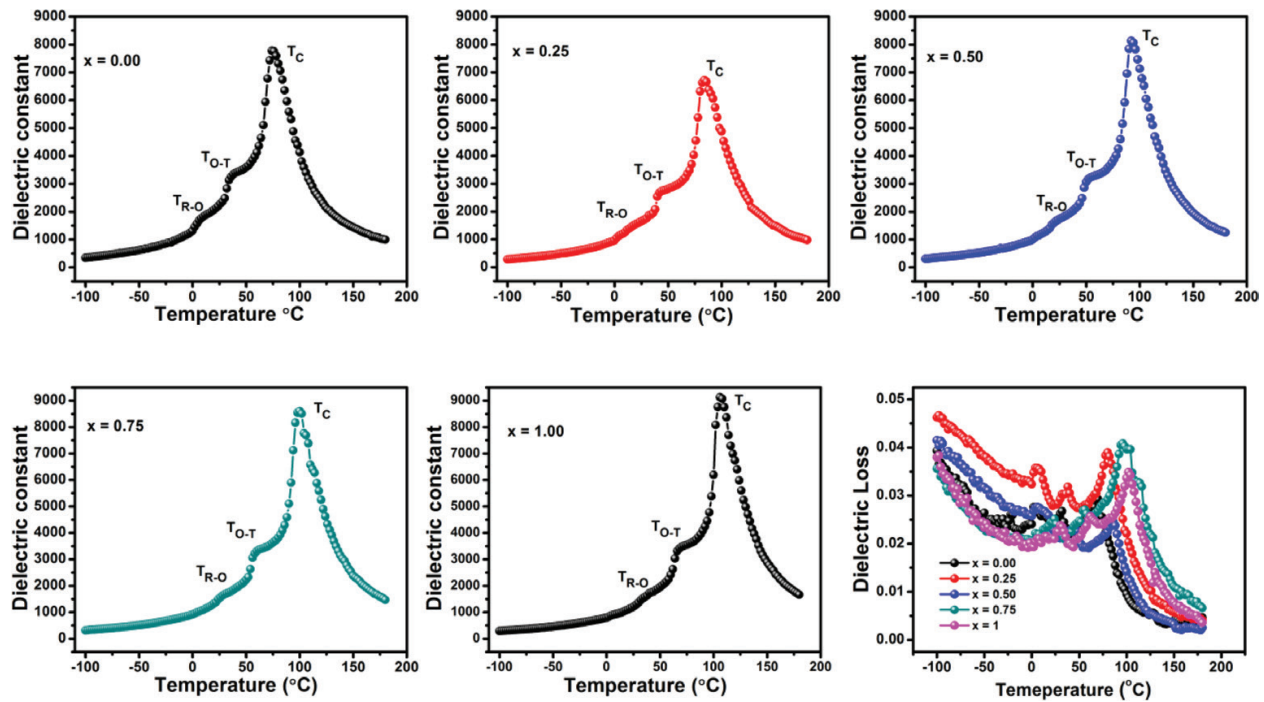 x = 0.00
T_C
T_O-T
T_R-O
Dielectric constant
9000
8000
7000
6000
5000
4000
3000
2000
1000
0
-100 -50 0 50 100 150 200
Temperature °C
x = 0.25
T_C
T_O-T
T_R-O
Dielectric constant
9000
8000
7000
6000
5000
4000
3000
2000
1000
0
-100 -50 0 50 100 150 200
Temperature (°C)
x = 0.50
T_C
T_O-T
T_R-O
Dielectric constant
9000
8000
7000
6000
5000
4000
3000
2000
1000
0
-100 -50 0 50 100 150 200
Temperature °C
x = 0.75
T_C
T_O-T
T_R-O
Dielectric constant
9000
8000
7000
6000
5000
4000
3000
2000
1000
0
-100 -50 0 50 100 150 200
Temperature (°C)
x = 1.00
T_C
T_O-T
T_R-O
Dielectric constant
9000
8000
7000
6000
5000
4000
3000
2000
1000
0
-100 -50 0 50 100 150 200
Temperature (°C)
Dielectric Loss
0.05
0.04
0.03
0.02
0.01
0.00
x = 0.00
x = 0.25
x = 0.50
x = 0.75
x = 1
-100 -50 0 50 100 150 200
Temeperature (°C)